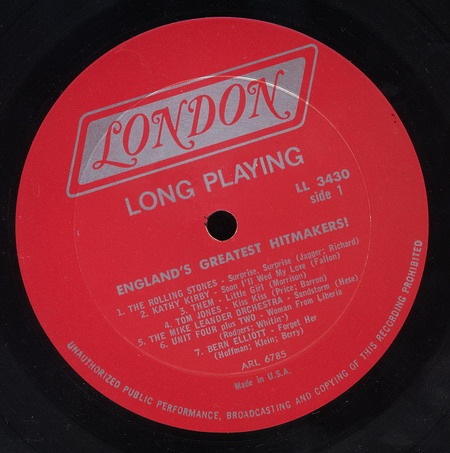 LONDON
LONG PLAYING
LL 3430
side 1
ENGLAND'S GREATEST HITMAKERS!
1. THE ROLLING STONES - Surprise, Surprise (Jagger; Richard)
2. KATHY KIRBY - Soon I'll Wed My Love (Fallon)
3. THEM - Little Girl (Morrison)
4. TOM JONES - Kiss Kiss (Price; Barron)
5. THE MIKE LEANDER ORCHESTRA - Sandstorm (Hese)
6. UNIT FOUR plus TWO - Woman From Liberia
(Rodgers; Whitin·)
7. BERN ELLIOTT - Forget Her
(Hoffman; Klein; Berry)
ARL 6785
Made in U.S.A.
UNAUTHORIZED PUBLIC PERFORMANCE, BROADCASTING AND COPYING OF THIS RECORDING PROHIBITED